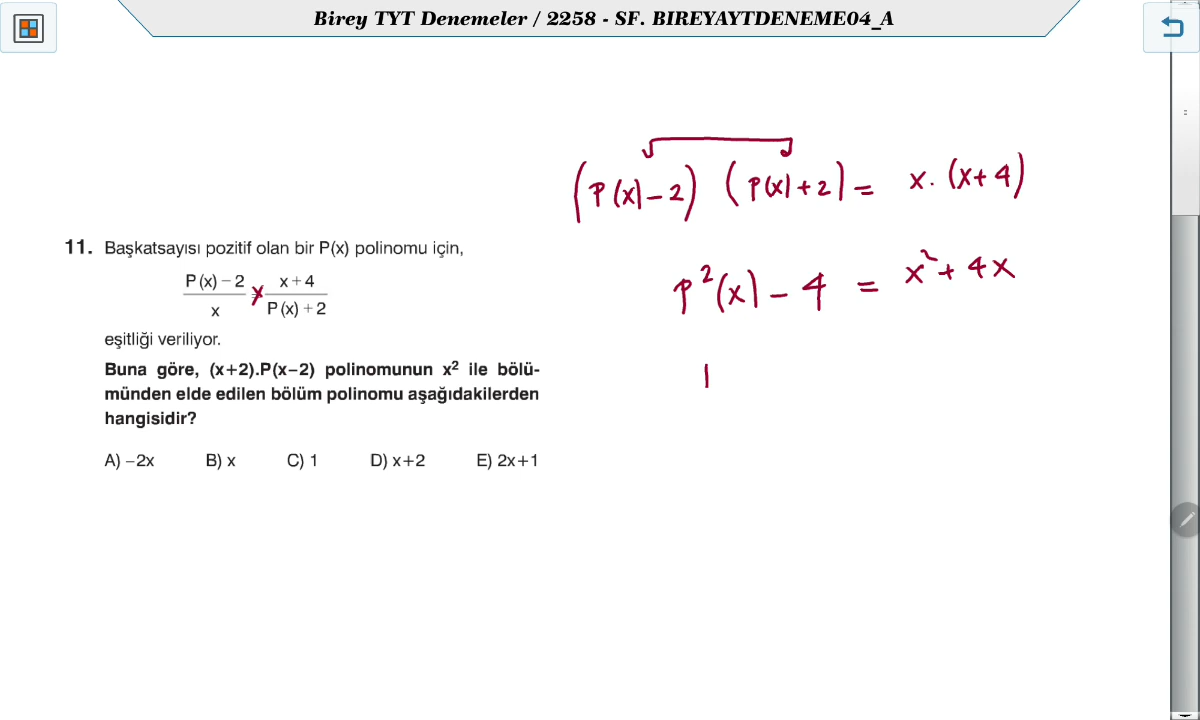 Birey TYT Denemeler / 2258 - SF. BIREYAYTDENEME04_A
(P(x)-2) (P(x)+2) = x. (x+4)
P²(x) - 4 = x² + 4x
11. Başkatsayısı pozitif olan bir P(x) polinomu için,
P(x) – 2 / x = x + 4 / P(x) + 2
eşitliği veriliyor.
Buna göre, (x+2).P(x–2) polinomunun x² ile bölü-
münden elde edilen bölüm polinomu aşağıdakilerden
hangisidir?
A) –2x B) x C) 1 D) x+2 E) 2x+1